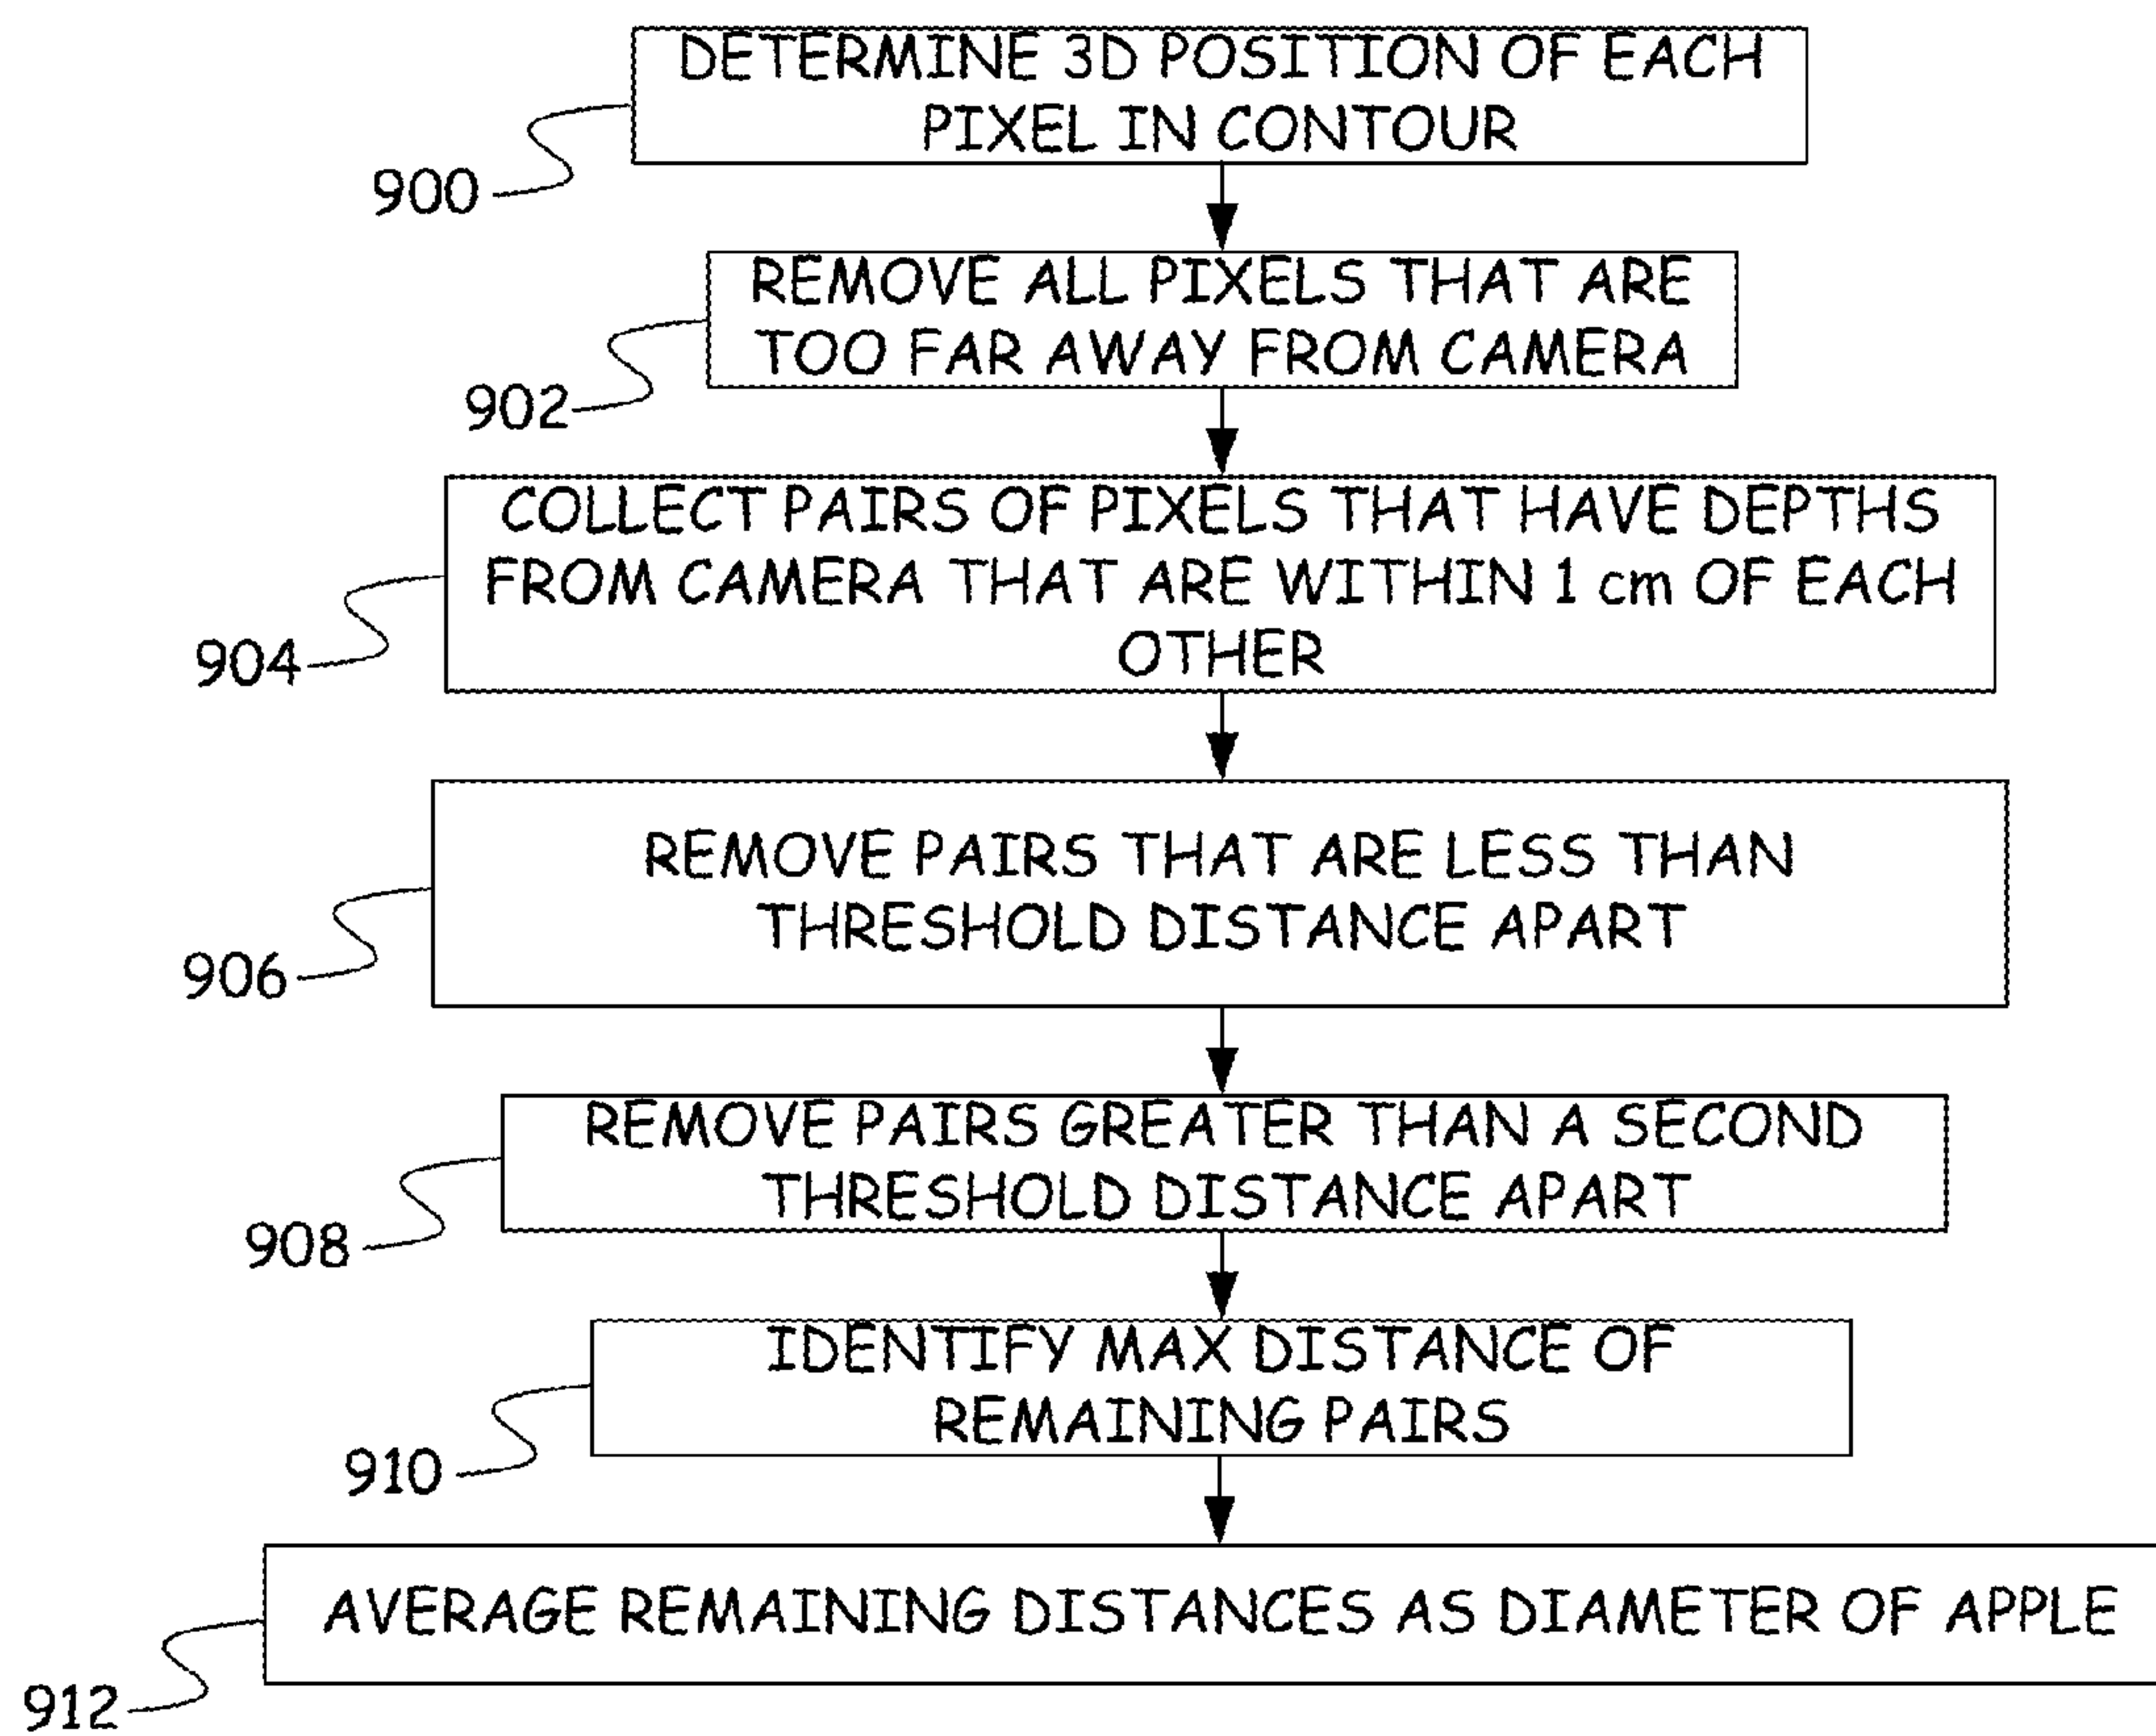 DETERMINE 3D POSITION OF EACH
PIXEL IN CONTOUR
900
REMOVE ALL PIXELS THAT ARE
TOO FAR AWAY FROM CAMERA
902
COLLECT PAIRS OF PIXELS THAT HAVE DEPTHS
FROM CAMERA THAT ARE WITHIN 1 cm OF EACH
OTHER
904
REMOVE PAIRS THAT ARE LESS THAN
THRESHOLD DISTANCE APART
906
REMOVE PAIRS GREATER THAN A SECOND
THRESHOLD DISTANCE APART
908
IDENTIFY MAX DISTANCE OF
REMAINING PAIRS
910
AVERAGE REMAINING DISTANCES AS DIAMETER OF APPLE
912